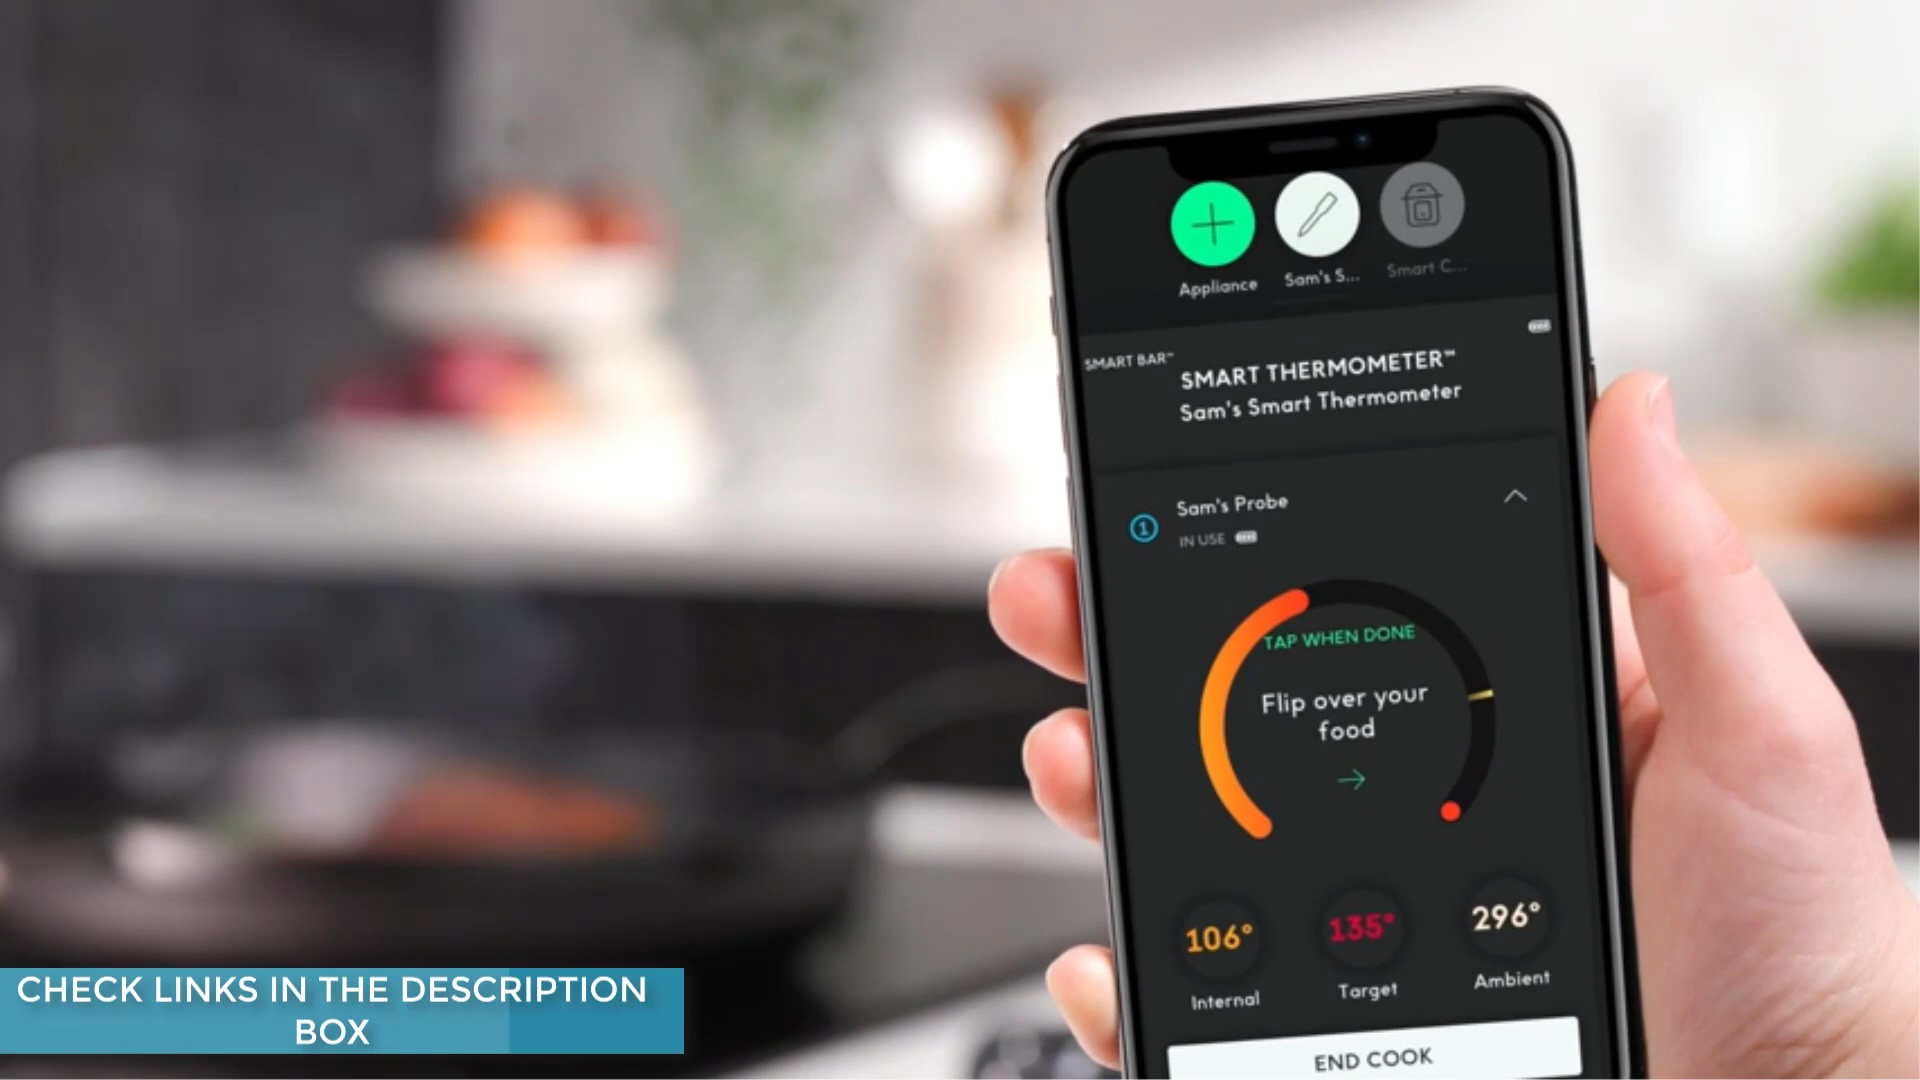 Appliance
Sam's S...
Smart C...
SMART BAR™
SMART THERMOMETER™
Sam's Smart Thermometer
1
Sam's Probe
IN USE
TAP WHEN DONE
Flip over your
food
106° 135° 296°
Internal Target Ambient
END COOK
CHECK LINKS IN THE DESCRIPTION
BOX